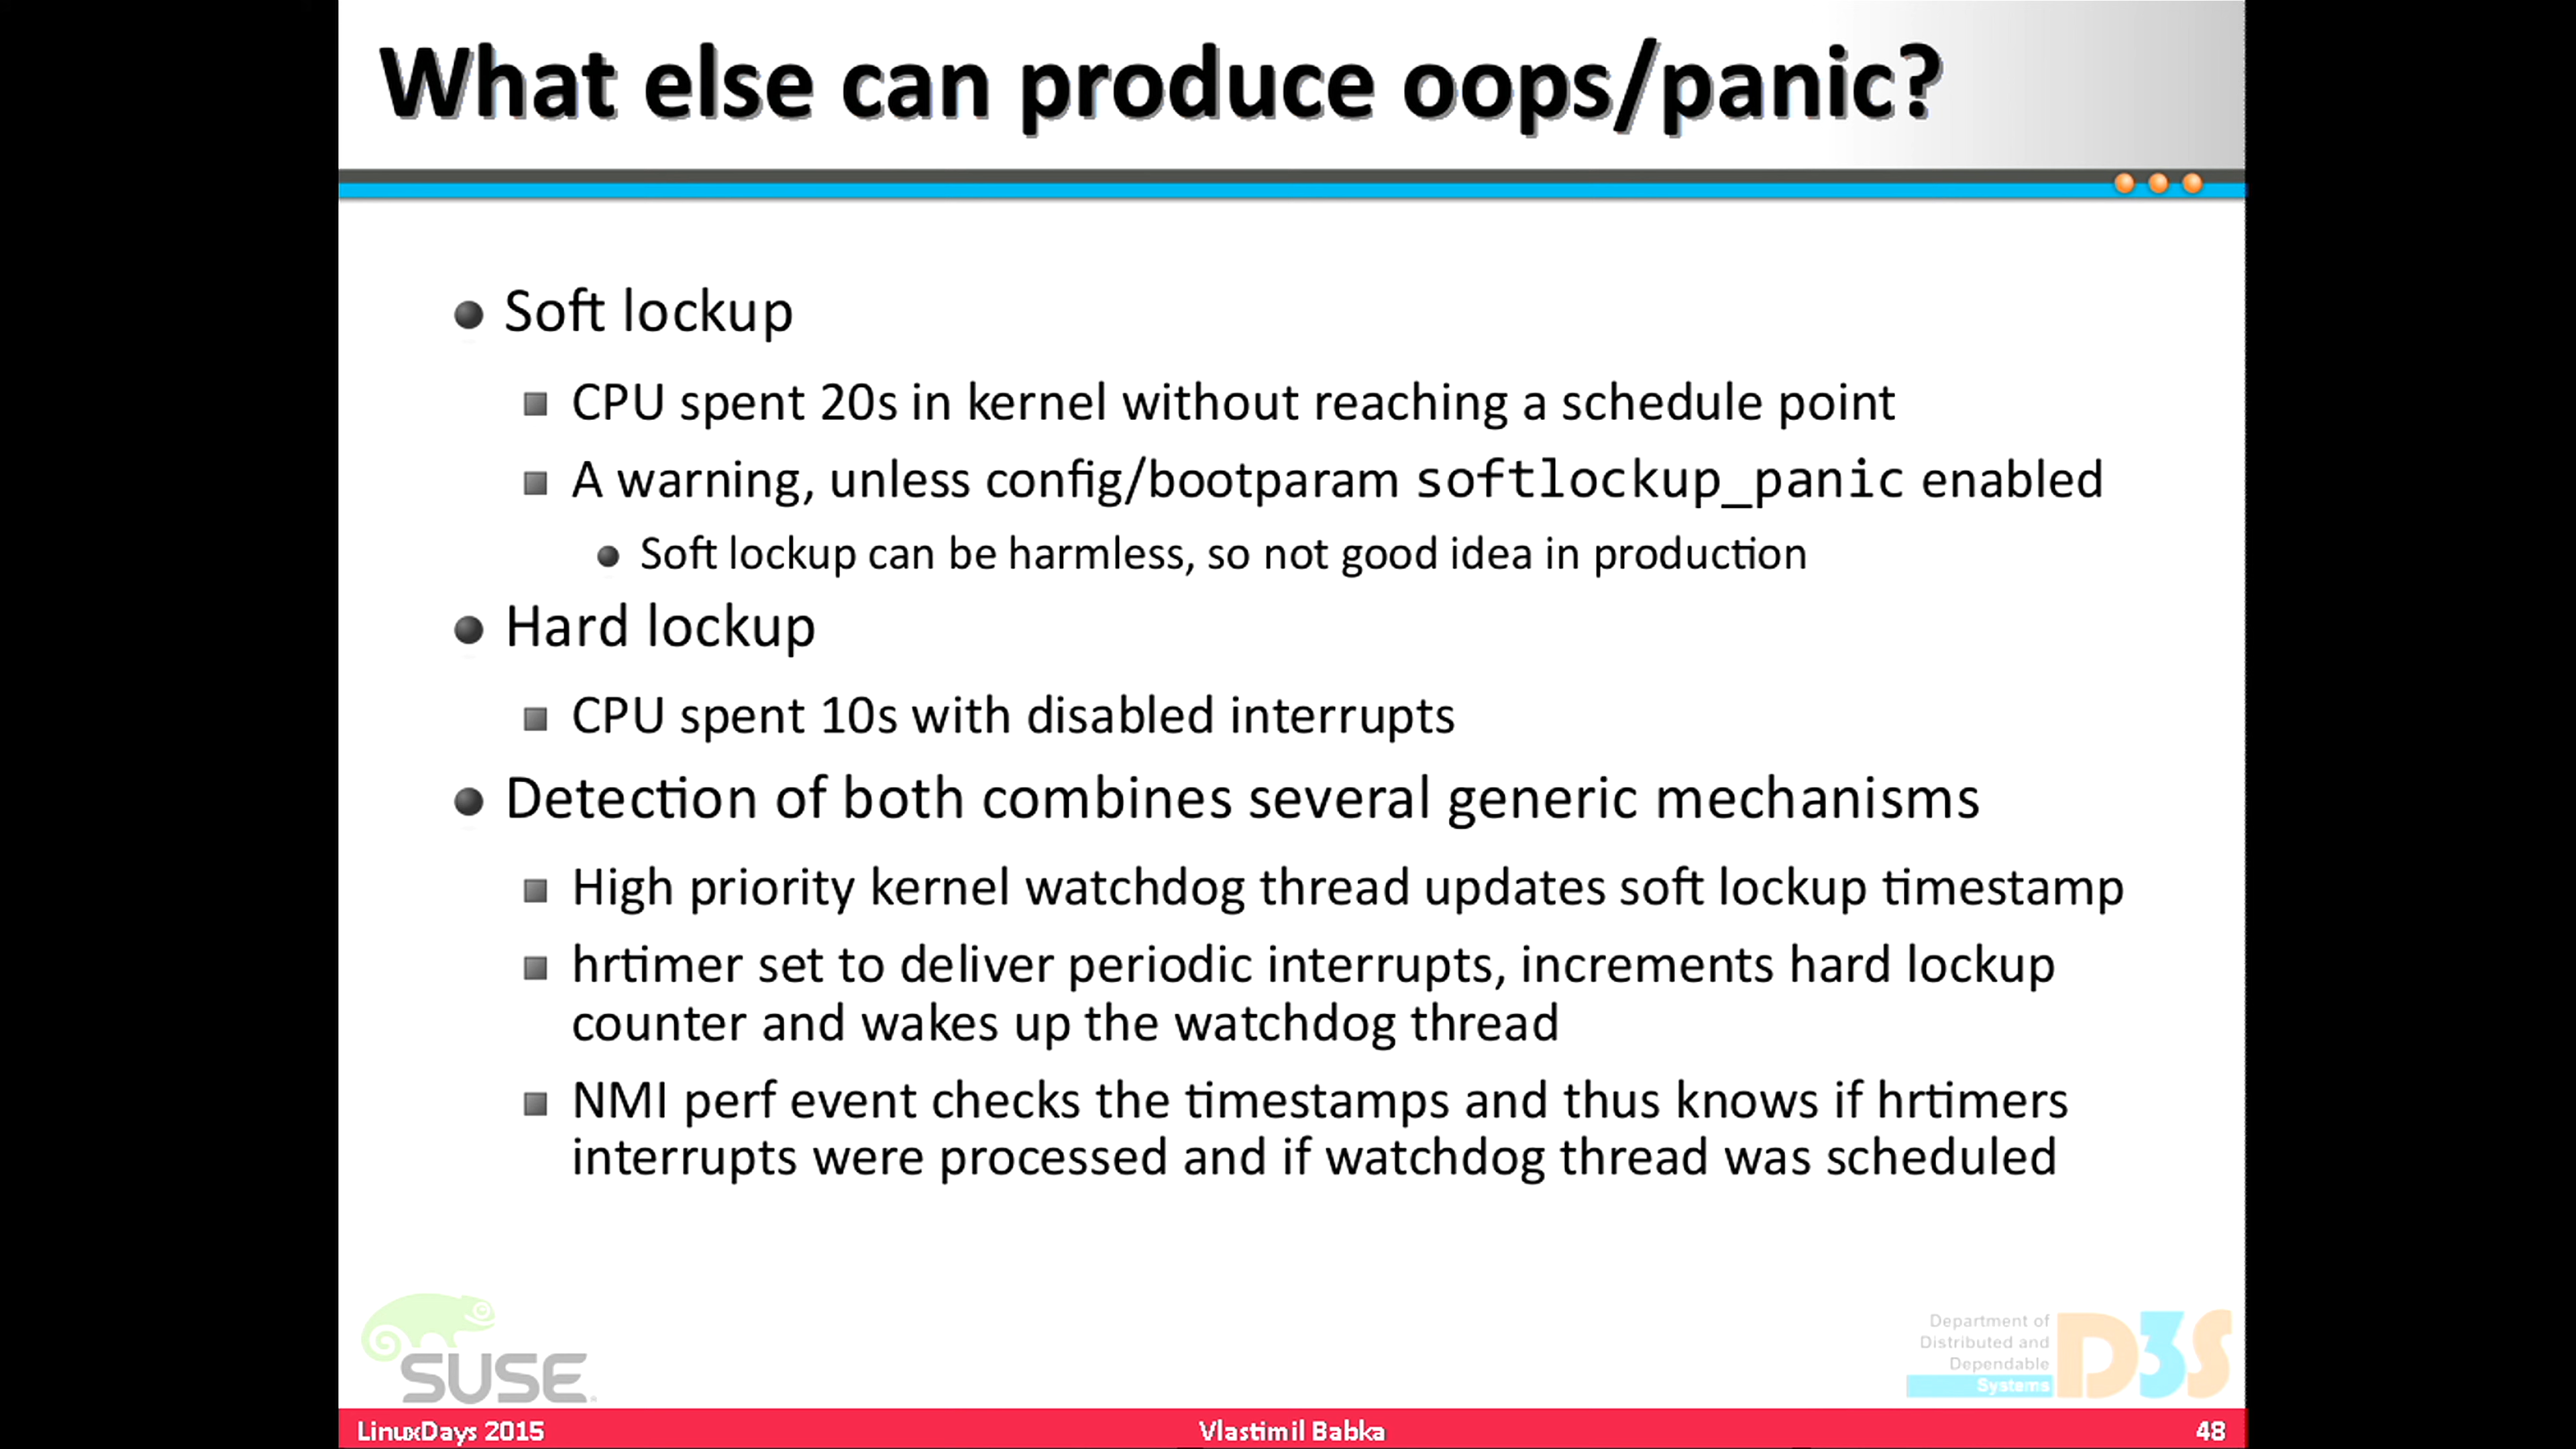 What else can produce oops/panic?
Soft lockup
CPU spent 20s in kernel without reaching a schedule point
A warning, unless config/bootparam softlockup_panic enabled
Soft lockup can be harmless, so not good idea in production
Hard lockup
CPU spent 10s with disabled interrupts
Detection of both combines several generic mechanisms
High priority kernel watchdog thread updates soft lockup timestamp
hrtimer set to deliver periodic interrupts, increments hard lockup
counter and wakes up the watchdog thread
NMI perf event checks the timestamps and thus knows if hrtimers
interrupts were processed and if watchdog thread was scheduled
SUSE
Department of
Distributed and
Dependable
Systems
D3S
LinuxDays 2015
Vlastimil Babka
48